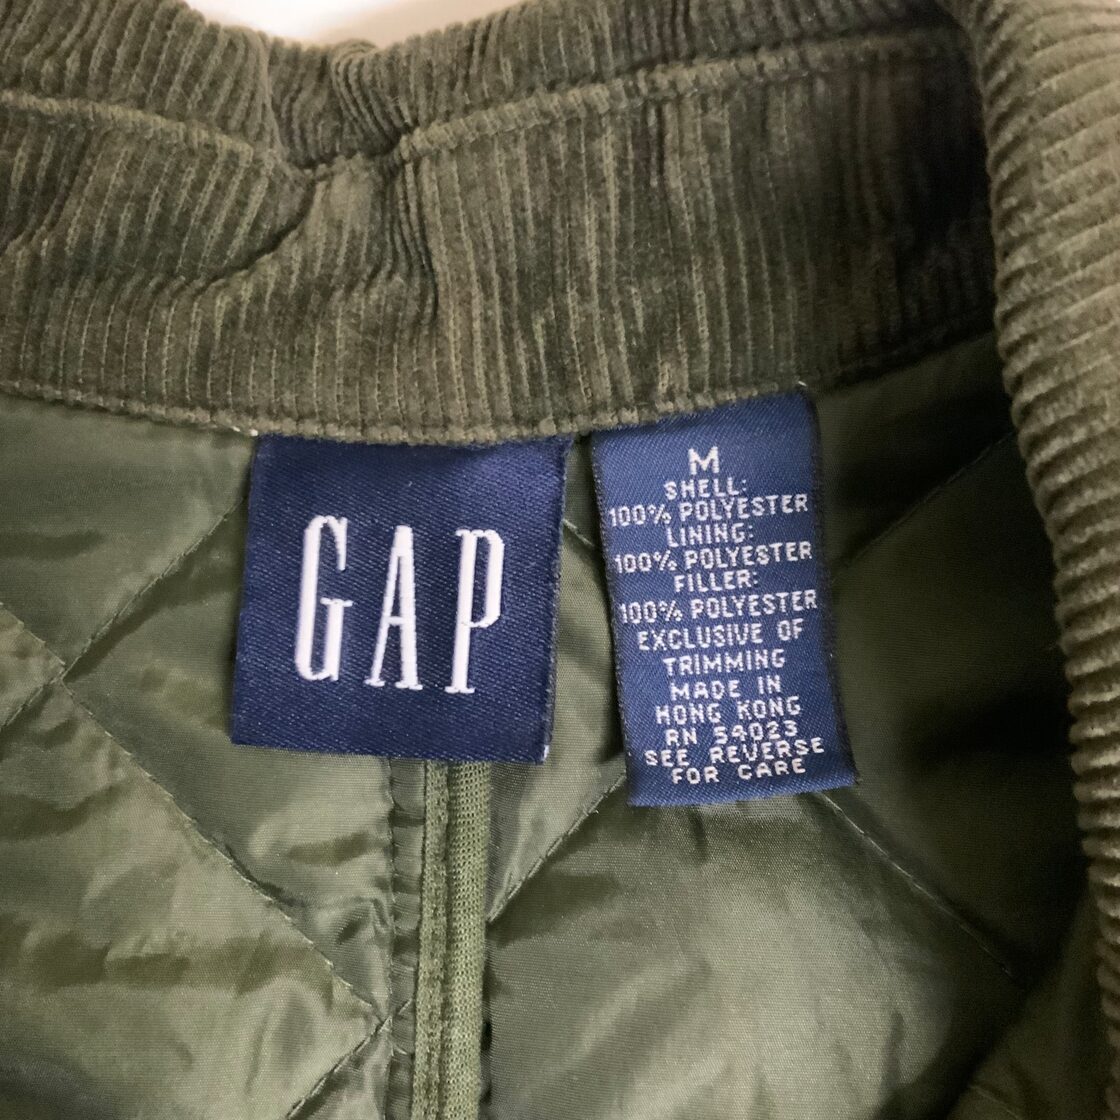 GAP
M
SHELL:
100% POLYESTER
LINING:
100% POLYESTER
FILLER:
100% POLYESTER
EXCLUSIVE OF
TRIMMING
MADE IN
HONG KONG
RN 54023
SEE REVERSE
FOR CARE